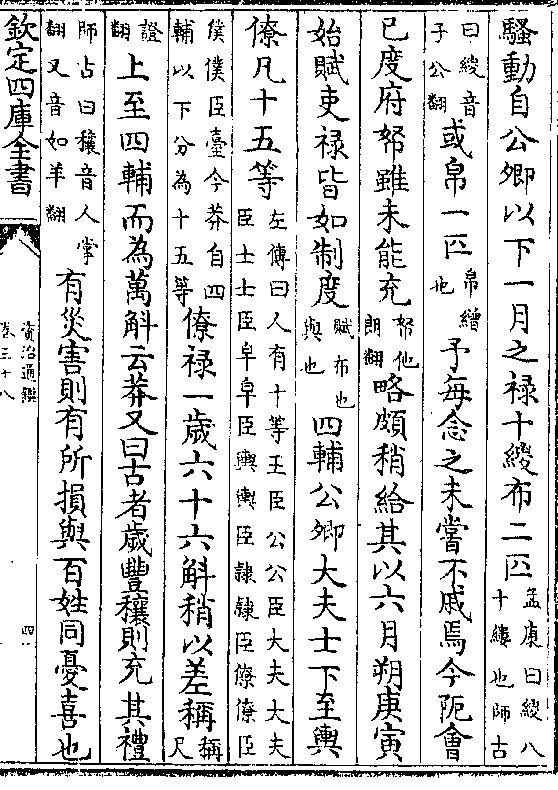 騷動自公卿以下一月之禄十緵布二匹孟康曰緵八十縷也師古
曰緵音子公翻或帛一匹帛繒也予每念之未嘗不戚焉今阨會
已度府帑雖未能充帑他朗翻略頗稍給其以六月朔庚寅
始賦吏禄皆如制度賦布也與也四輔公卿大夫士下至輿
僚凡十五等左傳曰人有十等王臣公公臣大夫大夫臣士士臣皁皁臣輿輿臣隷隷臣僚僚臣
僕僕臣臺今莽自四輔以下分為十五等僚禄一歲六十六斛稍以差稱稱尺
證翻上至四輔而為萬斛云莽又曰古者歲豐穰則充其禮
師占曰穰音人掌翻又音如羊翻有災害則有所損與百姓同憂喜也
欽定四庫全書
資治通鑑
卷三十八
四